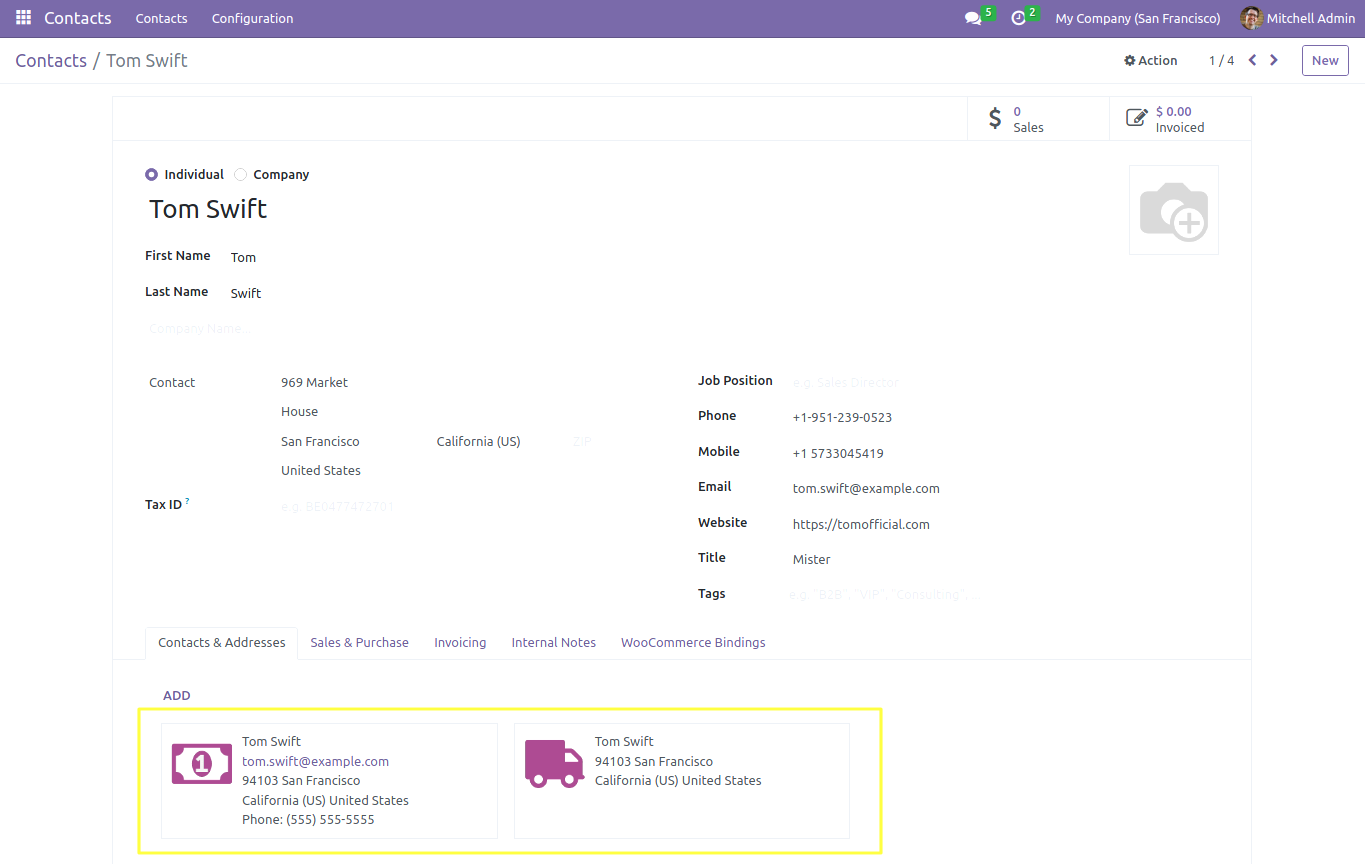 Contacts Contacts Configuration 5 2 My Company (San Francisco) Mitchell Admin
Contacts / Tom Swift Action 1 / 4 New
$ 0 Sales
$ 0.00 Invoiced
Individual Company
Tom Swift
First Name Tom
Last Name Swift
Company Name...
Contact 969 Market
House
San Francisco California (US) ZIP
United States
Tax ID ? e.g. BE0477472701
Job Position e.g. Sales Director
Phone +1-951-239-0523
Mobile +1 5733045419
Email tom.swift@example.com
Website https://tomofficial.com
Title Mister
Tags e.g. "B2B", "VIP", "Consulting", ...
Contacts & Addresses Sales & Purchase Invoicing Internal Notes WooCommerce Bindings
ADD
1
Tom Swift
tom.swift@example.com
94103 San Francisco
California (US) United States
Phone: (555) 555-5555
Tom Swift
94103 San Francisco
California (US) United States